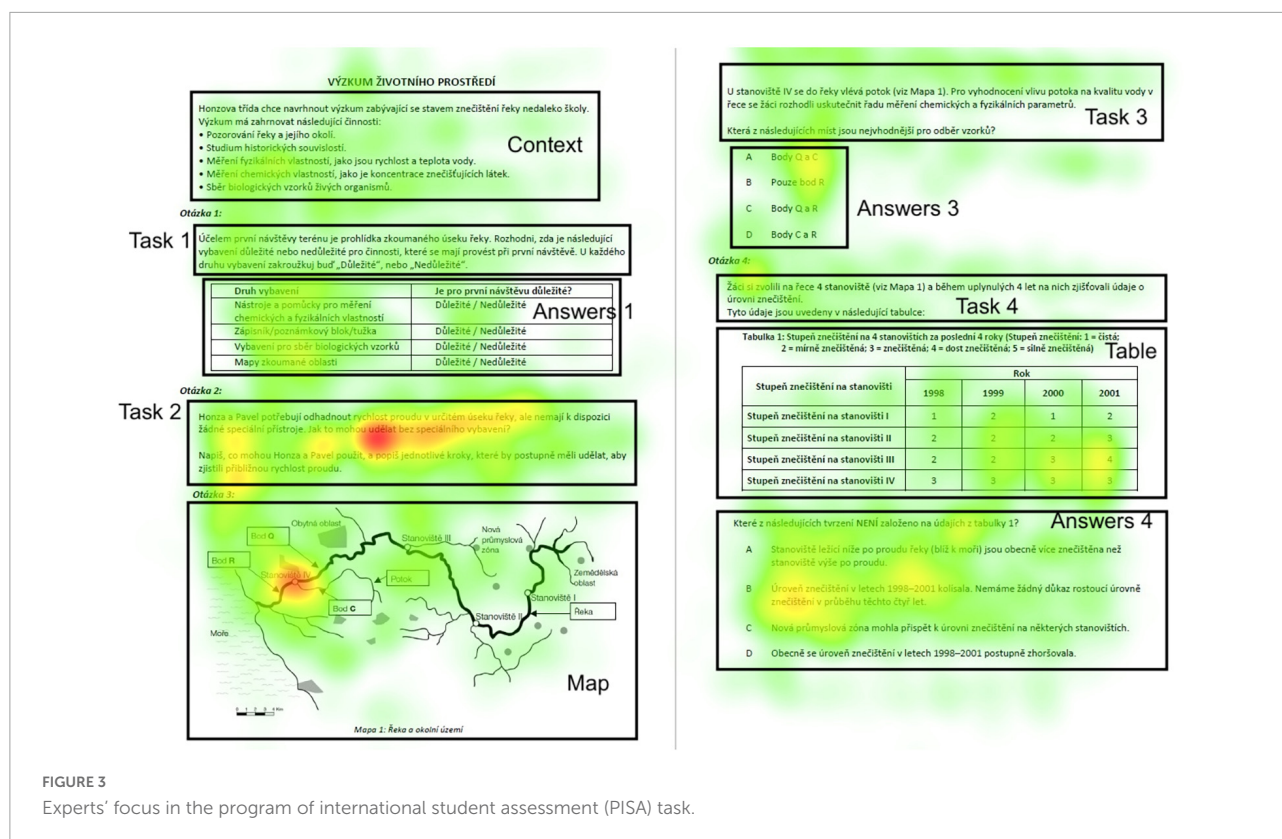 VÝZKUM ŽIVOTNÍHO PROSTŘEDÍ
Honzova třída chce navrhnout výzkum zabývající se stavem znečištění řeky nedaleko školy.
Výzkum má zahrnovat následující činnosti:
• Pozorování řeky a jejího okolí.
• Studium historických souvislostí.
• Měření fyzikálních vlastností, jako jsou rychlost a teplota vody.
• Měření chemických vlastností, jako je koncentrace znečišťujících látek.
• Sběr biologických vzorků živých organismů.
Context
Otázka 1:
Task 1
Účelem první návštěvy terénu je prohlídka zkoumaného úseku řeky. Rozhodni, zda je následující
vybavení důležité nebo nedůležité pro činnosti, které se mají provést při první návštěvě. U každého
druhu vybavení zakroužkuj buď „Důležité", nebo „Nedůležité".
Druh vybavení Je pro první návštěvu důležité?
Nástroje a pomůcky pro měření Důležité / Nedůležité
chemických a fyzikálních vlastností
Answers 1
Zápisník/poznámkový blok/tužka Důležité / Nedůležité
Vybavení pro sběr biologických vzorků Důležité / Nedůležité
Mapy zkoumané oblasti Důležité / Nedůležité
Otázka 2:
Task 2
Honza a Pavel potřebují odhadnout rychlost proudu v určitém úseku řeky, ale nemají k dispozici
žádné speciální přístroje. Jak to mohou udělat bez speciálního vybavení?
Napiš, co mohou Honza a Pavel použít, a popiš jednotlivé kroky, které by postupně měli udělat, aby
zjistili přibližnou rychlost proudu.
Otázka 3:
Obytná oblast
Bod Q
Bod R
Stanoviště III
Nová
průmyslová
zóna
Zemědělská
oblast
Stanoviště IV
Potok
Bod C
Stanoviště I
Řeka
Stanoviště II
Moře
Map
0 1 2 3 4 Km
Mapa 1: Řeka a okolní území
U stanoviště IV se do řeky vlévá potok (viz Mapa 1). Pro vyhodnocení vlivu potoka na kvalitu vody v
řece se žáci rozhodli uskutečnit řadu měření chemických a fyzikálních parametrů.
Která z následujících míst jsou nejvhodnější pro odběr vzorků?
Task 3
A Body Q a C
B Pouze bod R
C Body Q a R
D Body C a R
Answers 3
Otázka 4:
Žáci si zvolili na řece 4 stanoviště (viz Mapa 1) a během uplynulých 4 let na nich zjišťovali údaje o
úrovni znečištění.
Tyto údaje jsou uvedeny v následující tabulce:
Task 4
Tabulka 1: Stupeň znečištění na 4 stanovištích za poslední 4 roky (Stupeň znečištění: 1 = čistá;
2 = mírně znečištěná; 3 = znečištěná; 4 = dost znečištěná; 5 = silně znečištěná)
Table
Stupeň znečištění na stanovišti Rok
1998 1999 2000 2001
Stupeň znečištění na stanovišti I 1 2 1 2
Stupeň znečištění na stanovišti II 2 2 2 3
Stupeň znečištění na stanovišti III 2 2 3 4
Stupeň znečištění na stanovišti IV 3 3 3 3
Které z následujících tvrzení NENÍ založeno na údajích z tabulky 1?
Answers 4
A Stanoviště ležící níže po proudu řeky (blíž k moři) jsou obecně více znečištěna než
stanoviště výše po proudu.
B Úroveň znečištění v letech 1998–2001 kolísala. Nemáme žádný důkaz rostoucí úrovně
znečištění v průběhu těchto čtyř let.
C Nová průmyslová zóna mohla přispět k úrovni znečištění na některých stanovištích.
D Obecně se úroveň znečištění v letech 1998–2001 postupně zhoršovala.
FIGURE 3
Experts' focus in the program of international student assessment (PISA) task.